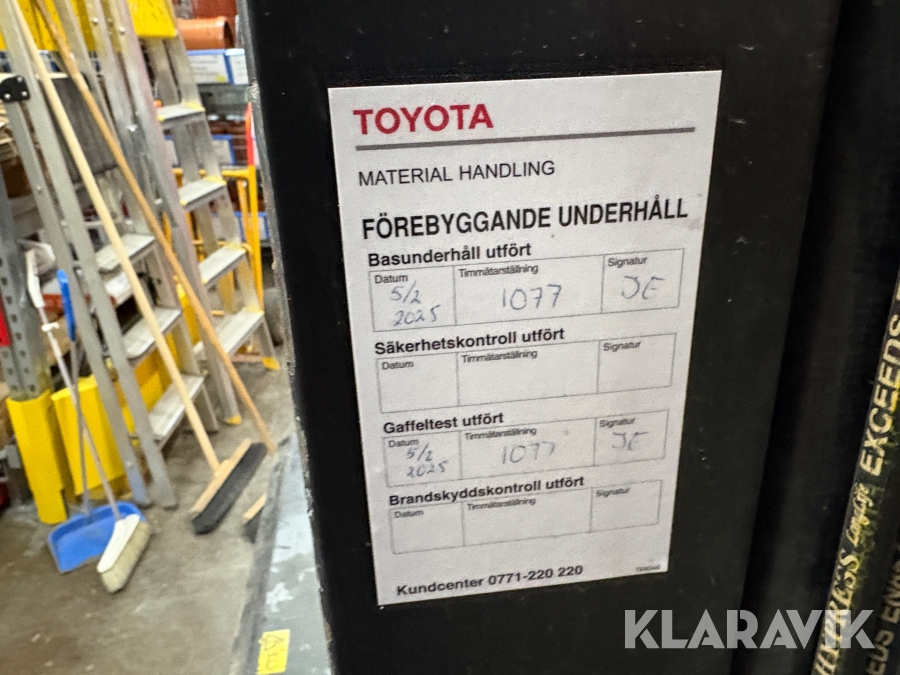 TOYOTA
MATERIAL HANDLING
FÖREBYGGANDE UNDERHÅLL
Basunderhåll utfört
Datum Timmätarställning Signatur
5/2 1077 JE
2025
Säkerhetskontroll utfört
Datum Timmätarställning Signatur
Gaffeltest utfört
Datum Timmätarställning Signatur
5/2 1077 JE
2025
Brandskyddskontroll utfört
Datum Timmätarställning Signatur
Kundcenter 0771-220 220
EXCEEDS
KLARAVIK